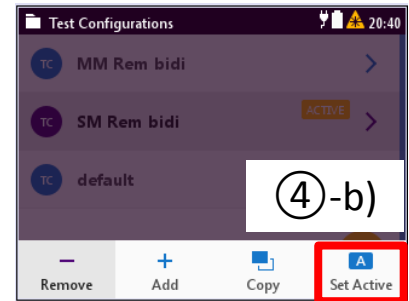 Test Configurations 20:40
TC MM Rem bidi
ACTIVE
TC SM Rem bidi
TC default
④-b)
Remove Add Copy A Set Active